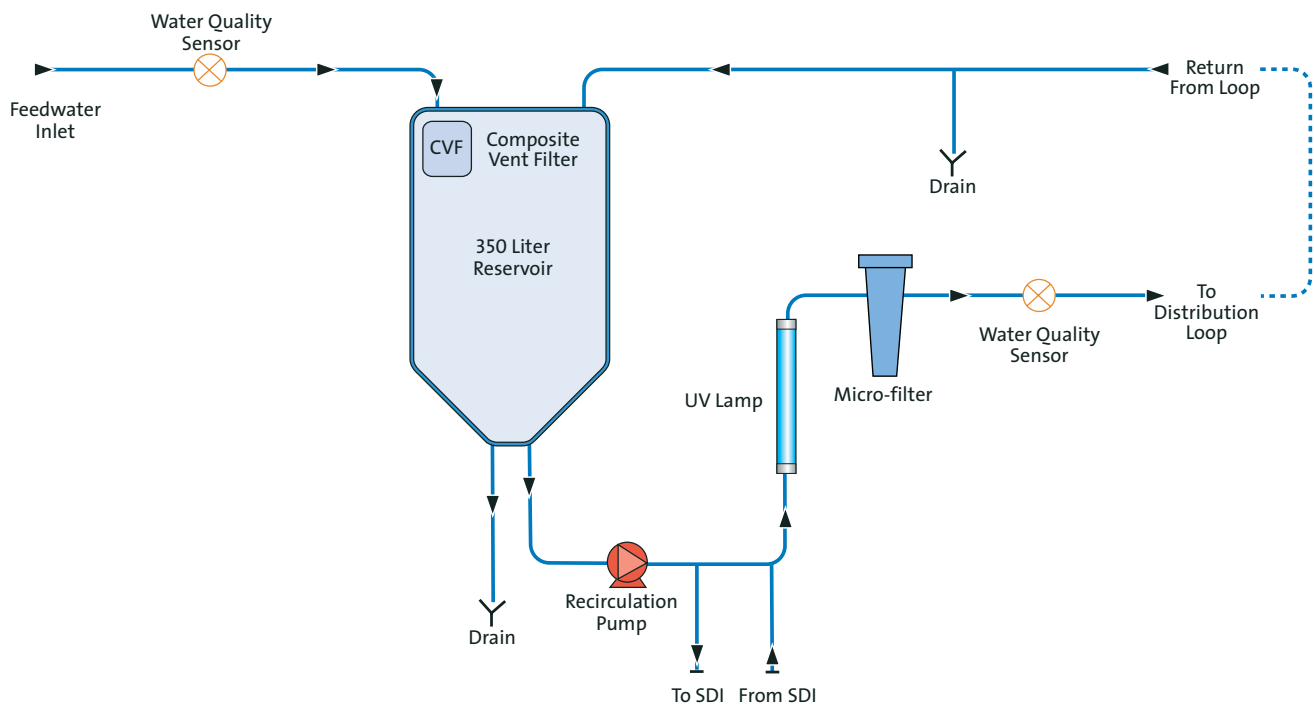 Water Quality
Sensor
Feedwater
Inlet
CVF
Composite
Vent Filter
350 Liter
Reservoir
Return
From Loop
Drain
To
Distribution
Loop
Water Quality
Sensor
Micro-filter
UV Lamp
Recirculation
Pump
Drain
To SDI
From SDI